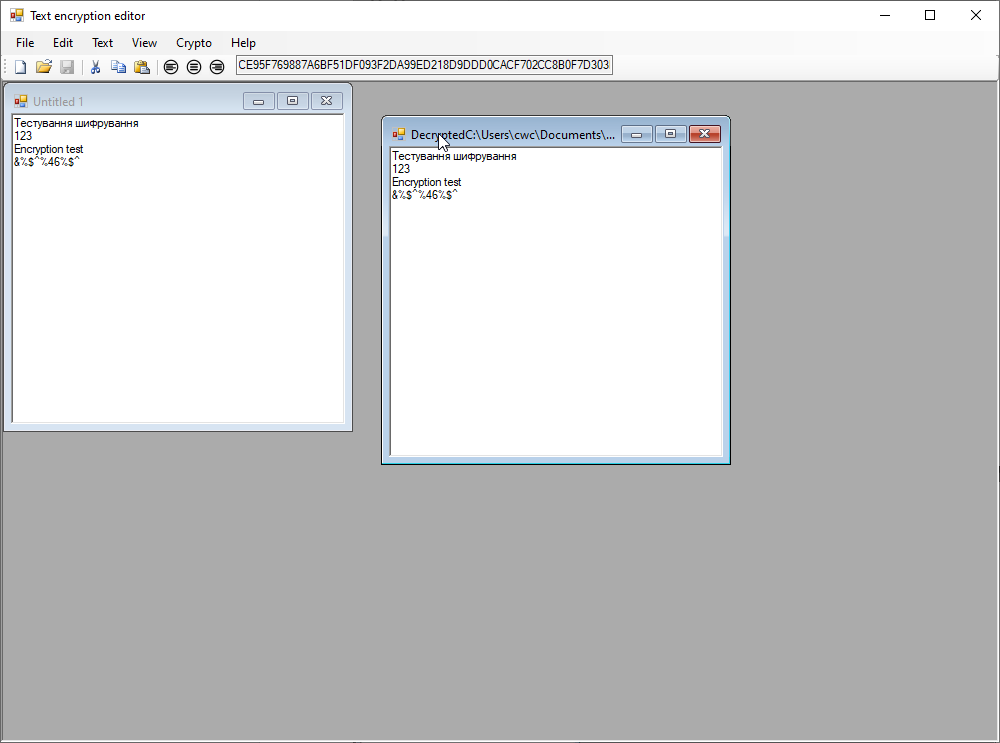 Text encryption editor
File Edit Text View Crypto Help
CE95F769887A6BF51DF093F2DA99ED218D9DDD0CACF702CC8B0F7D303
Untitled 1
Тестування шифрування
123
Encryption test
&%$^%46%$^
DecryptedC:\Users\cwc\Documents\...
Тестування шифрування
123
Encryption test
&%$^%46%$^